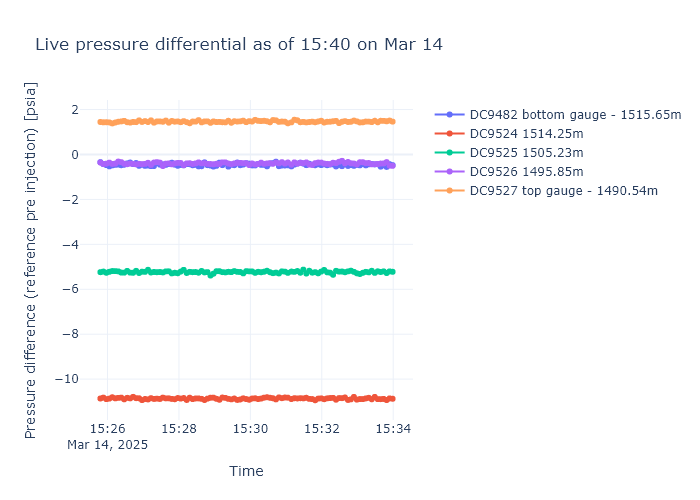 Live pressure differential as of 15:40 on Mar 14
Pressure difference (reference pre injection) [psia]
2
0
−2
−4
−6
−8
−10
15:26
15:28
15:30
15:32
15:34
Mar 14, 2025
Time
DC9482 bottom gauge - 1515.65m
DC9524 1514.25m
DC9525 1505.23m
DC9526 1495.85m
DC9527 top gauge - 1490.54m